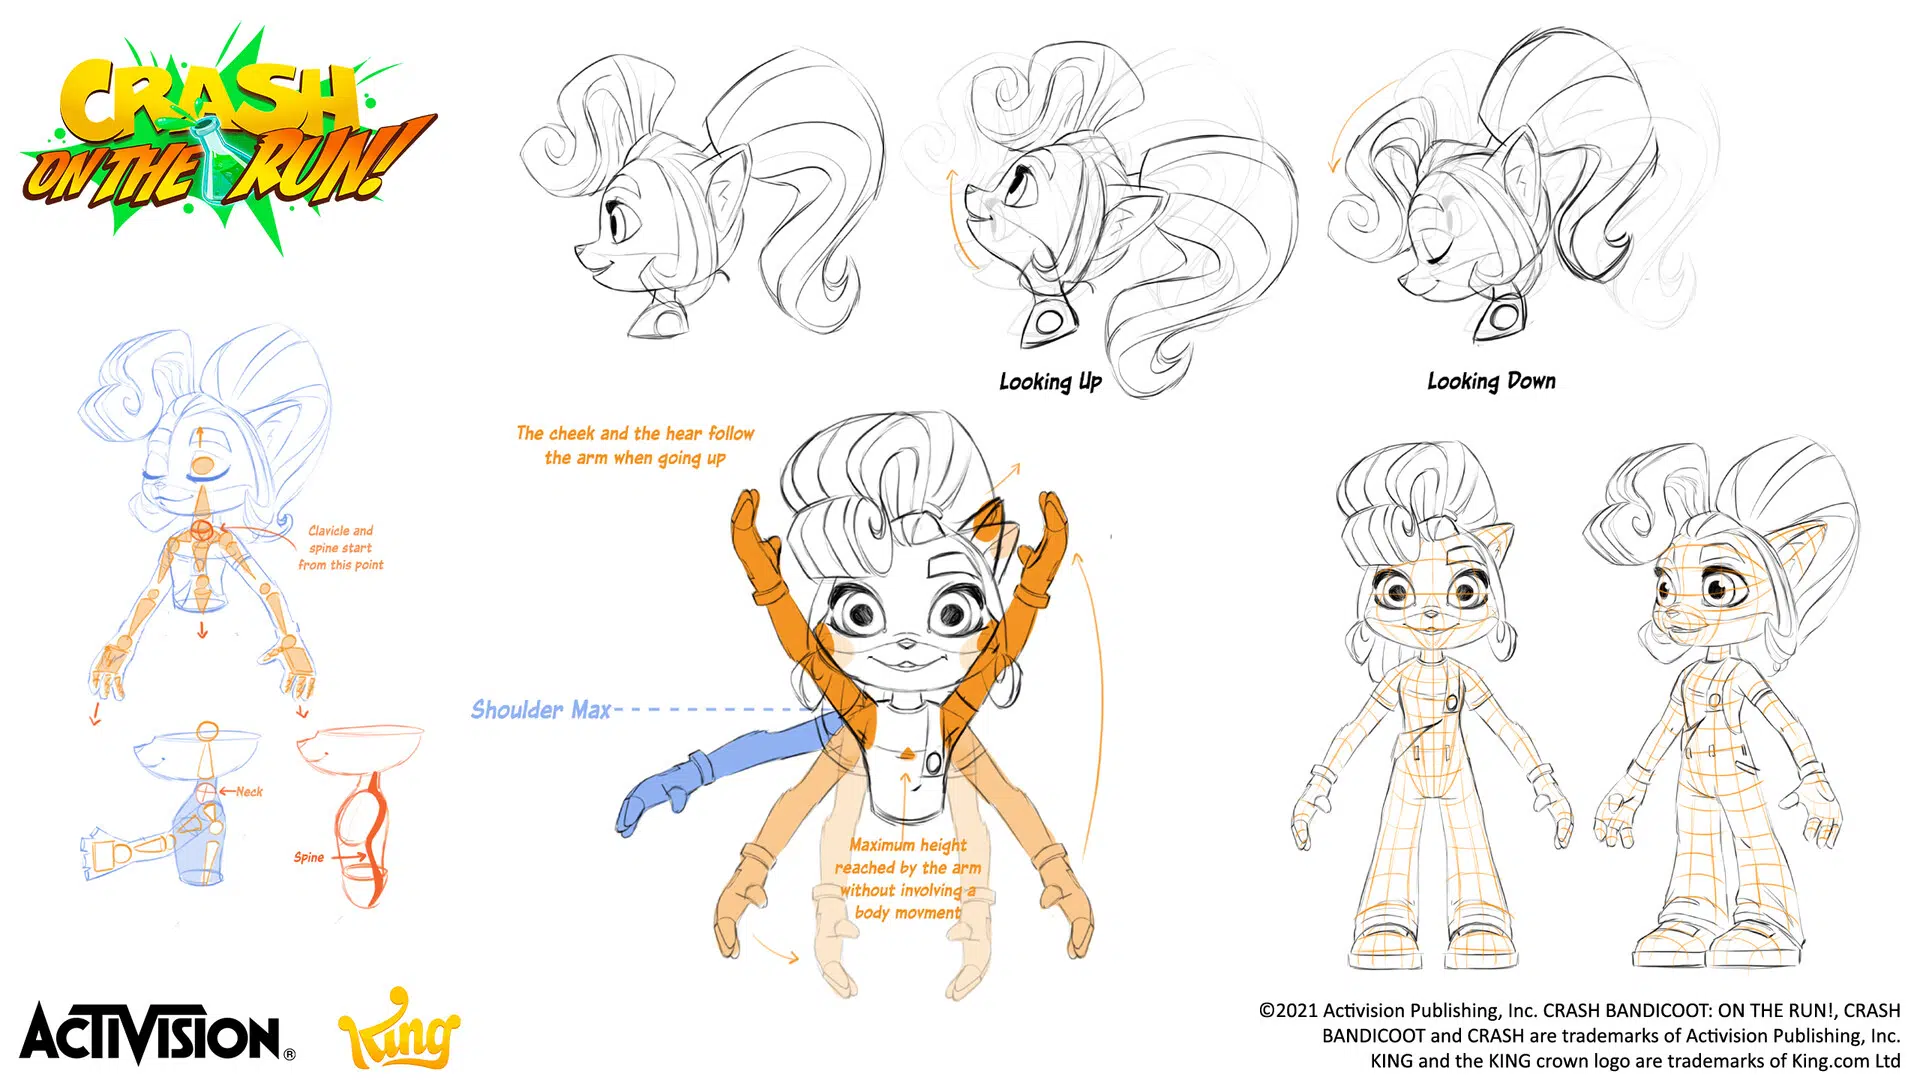 CRASH
ON THE RUN!
Looking Up
Looking Down
The cheek and the hear follow
the arm when going up
Clavicle and
spine start
from this point
Shoulder Max
Neck
Spine
Maximum height
reached by the arm
without involving a
body movment
ACTIVISION®
King
©2021 Activision Publishing, Inc. CRASH BANDICOOT: ON THE RUN!, CRASH
BANDICOOT and CRASH are trademarks of Activision Publishing, Inc.
KING and the KING crown logo are trademarks of King.com Ltd